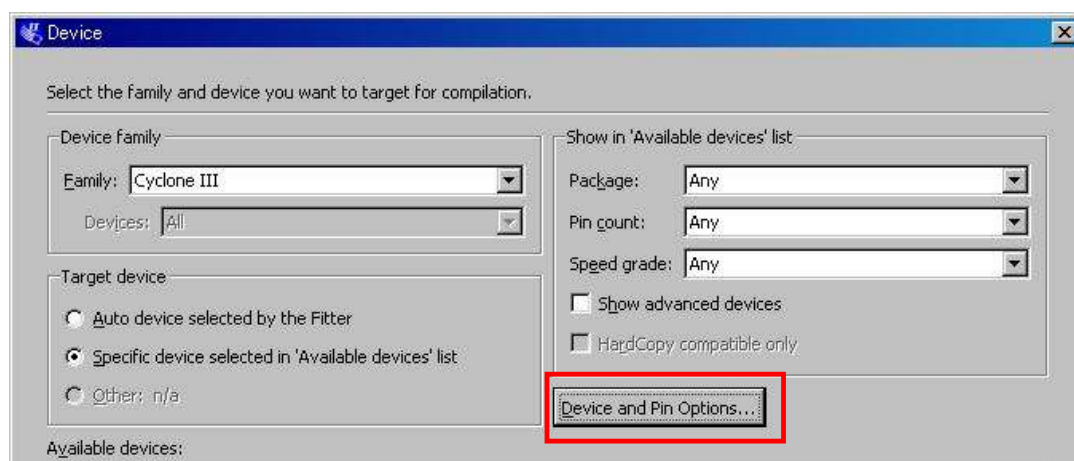 Device
Select the family and device you want to target for compilation.
Device family
Family: Cyclone III
Devices: All
Target device
Auto device selected by the Fitter
Specific device selected in 'Available devices' list
Other: n/a
Show in 'Available devices' list
Package: Any
Pin count: Any
Speed grade: Any
Show advanced devices
HardCopy compatible only
Device and Pin Options...
Available devices: